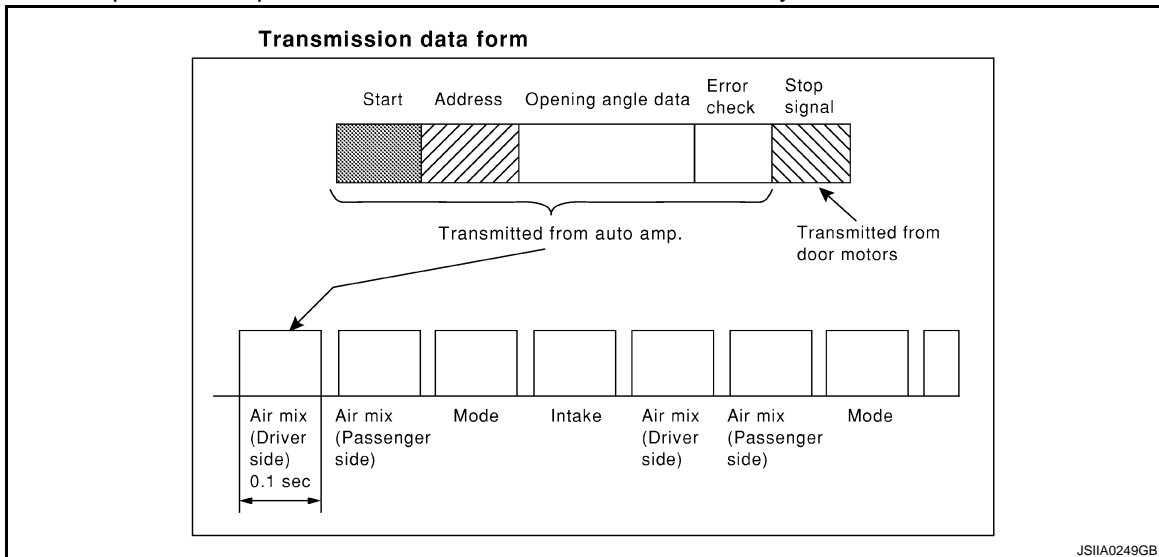 Transmission data form
Start
Address
Opening angle data
Error
check
Stop
signal
Transmitted from auto amp.
Transmitted from
door motors
Air mix
(Driver
side)
0.1 sec
Air mix
(Passenger
side)
Mode
Intake
Air mix
(Driver
side)
Air mix
(Passenger
side)
Mode
JSIIA0249GB